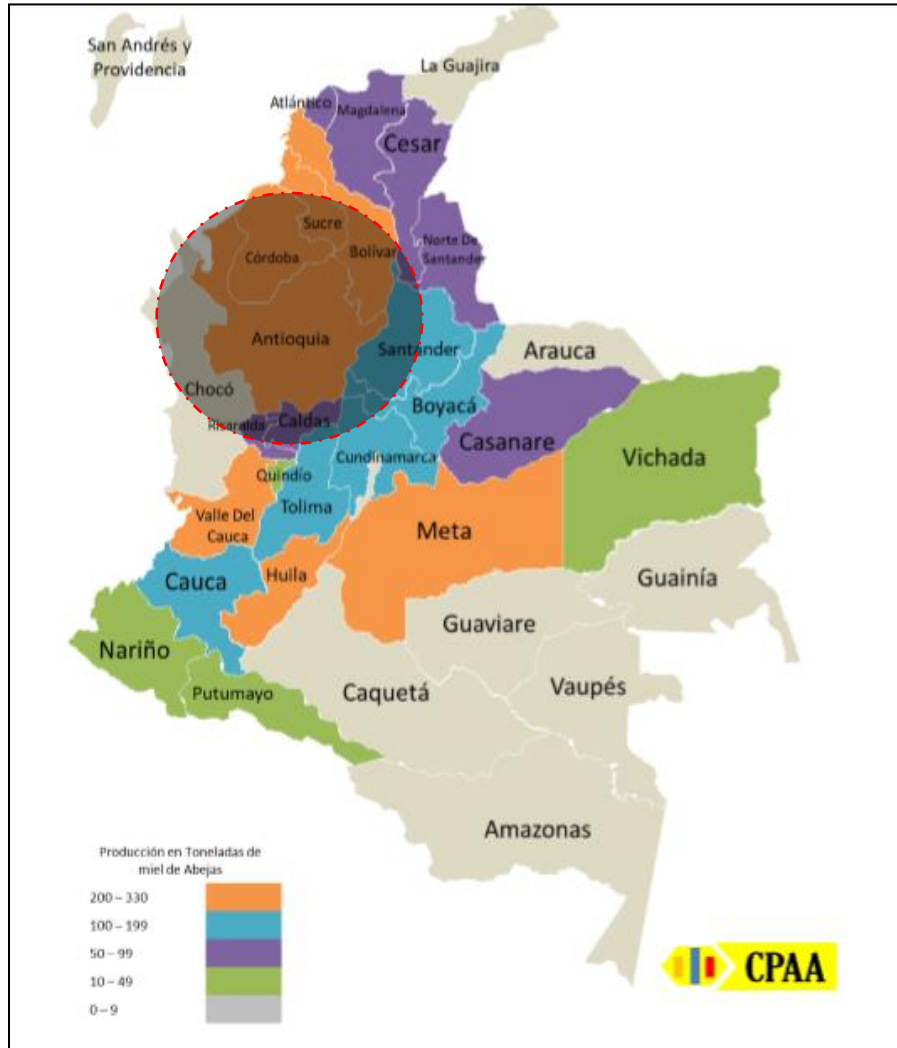 San Andrés y
Providencia
La Guajira
Atlántico
Magdalena
Cesar
Sucre
Bolívar
Norte De
Santander
Córdoba
Antioquia
Santander
Arauca
Chocó
Boyacá
Risaralda
Caldas
Casanare
Cundinamarca
Vichada
Quindío
Tolima
Valle Del
Cauca
Meta
Cauca
Huila
Guainía
Guaviare
Nariño
Putumayo
Caquetá
Vaupés
Amazonas
Producción en Toneladas de
miel de Abejas
200 – 330
100 – 199
50 – 99
10 – 49
0 – 9
CPAA